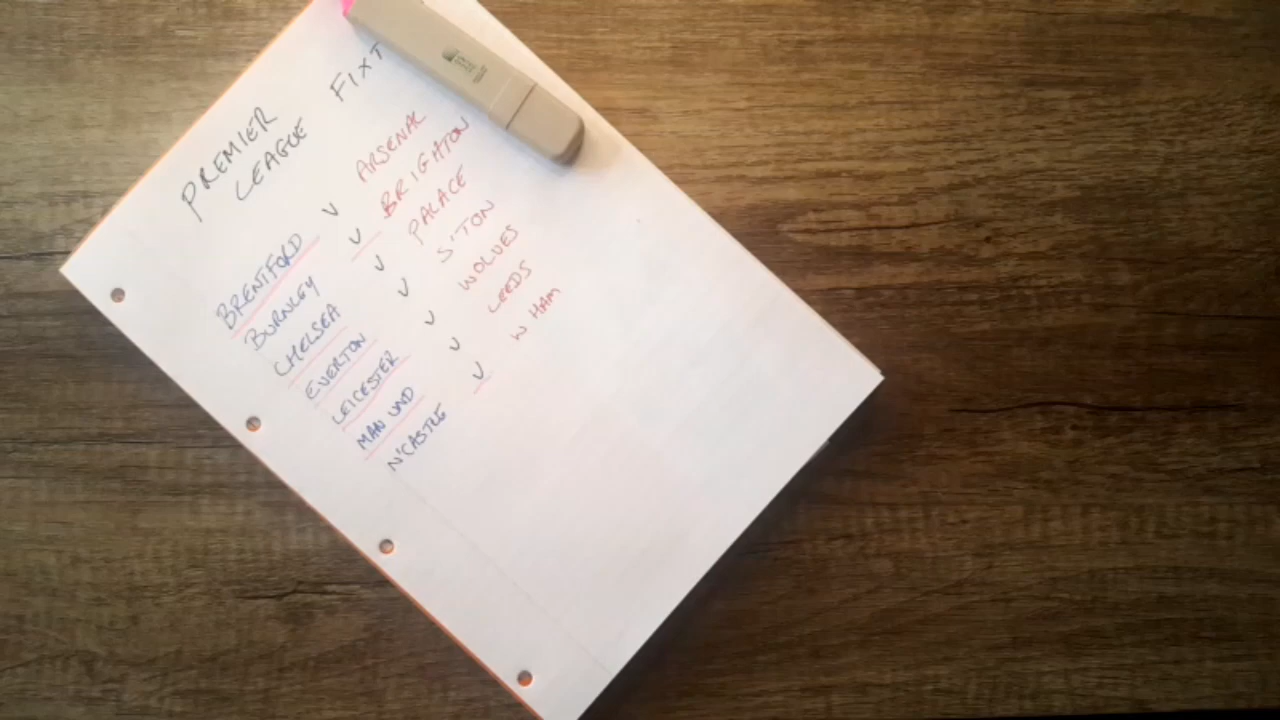 PREMIER FIXT
LEAGUE
BRENTFORD V ARSENAL
BURNLEY V BRIGHTON
CHELSEA V PALACE
EVERTON V S'TON
LEICESTER V WOLVES
MAN UND V LEEDS
N'CASTLE V W HAM